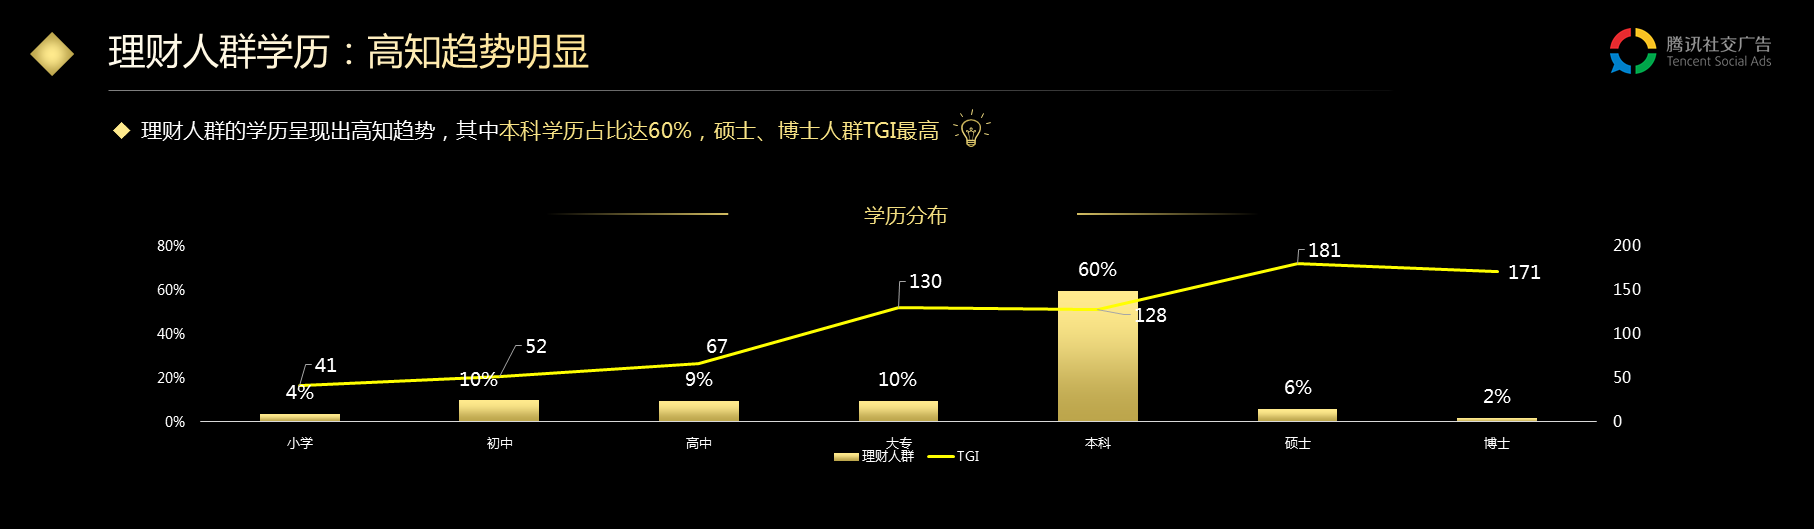 理财人群学历：高知趋势明显
腾讯社交广告
Tencent Social Ads
理财人群的学历呈现出高知趋势，其中本科学历占比达60%，硕士、博士人群TGI最高
学历分布
80%
60%
40%
20%
0%
200
150
100
50
0
41
52
67
130
128
181
171
4%
10%
9%
10%
60%
6%
2%
小学
初中
高中
大专
本科
硕士
博士
理财人群
TGI